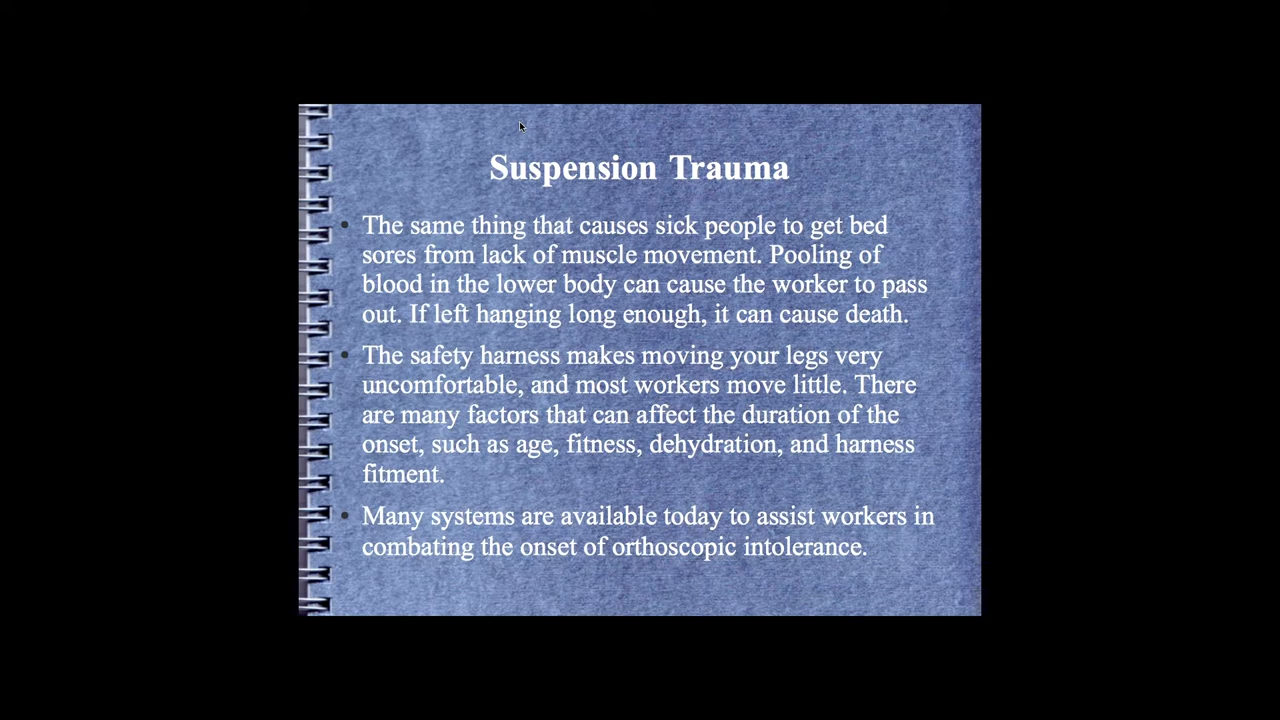 Suspension Trauma
• The same thing that causes sick people to get bed
sores from lack of muscle movement. Pooling of
blood in the lower body can cause the worker to pass
out. If left hanging long enough, it can cause death.
• The safety harness makes moving your legs very
uncomfortable, and most workers move little. There
are many factors that can affect the duration of the
onset, such as age, fitness, dehydration, and harness
fitment.
• Many systems are available today to assist workers in
combating the onset of orthoscopic intolerance.